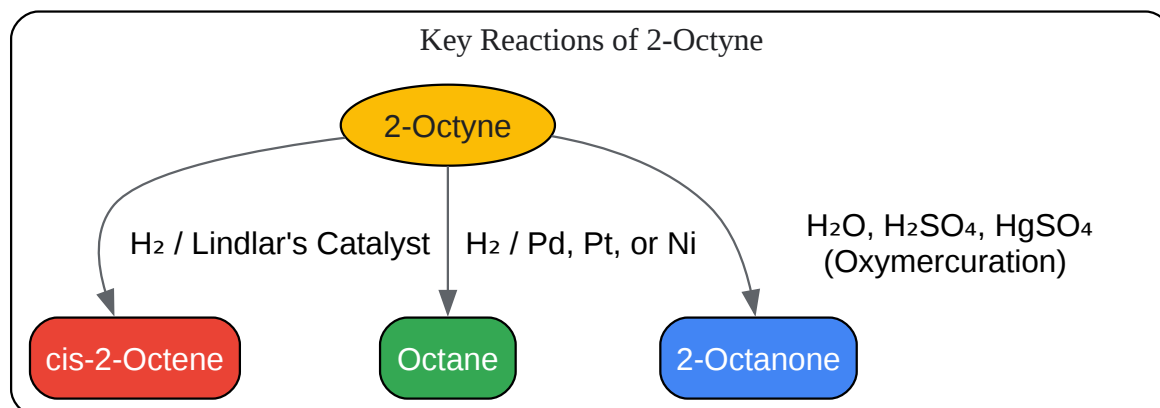 Key Reactions of 2-Octyne
2-Octyne
H₂ / Lindlar's Catalyst
H₂ / Pd, Pt, or Ni
H₂O, H₂SO₄, HgSO₄
(Oxymercuration)
cis-2-Octene
Octane
2-Octanone